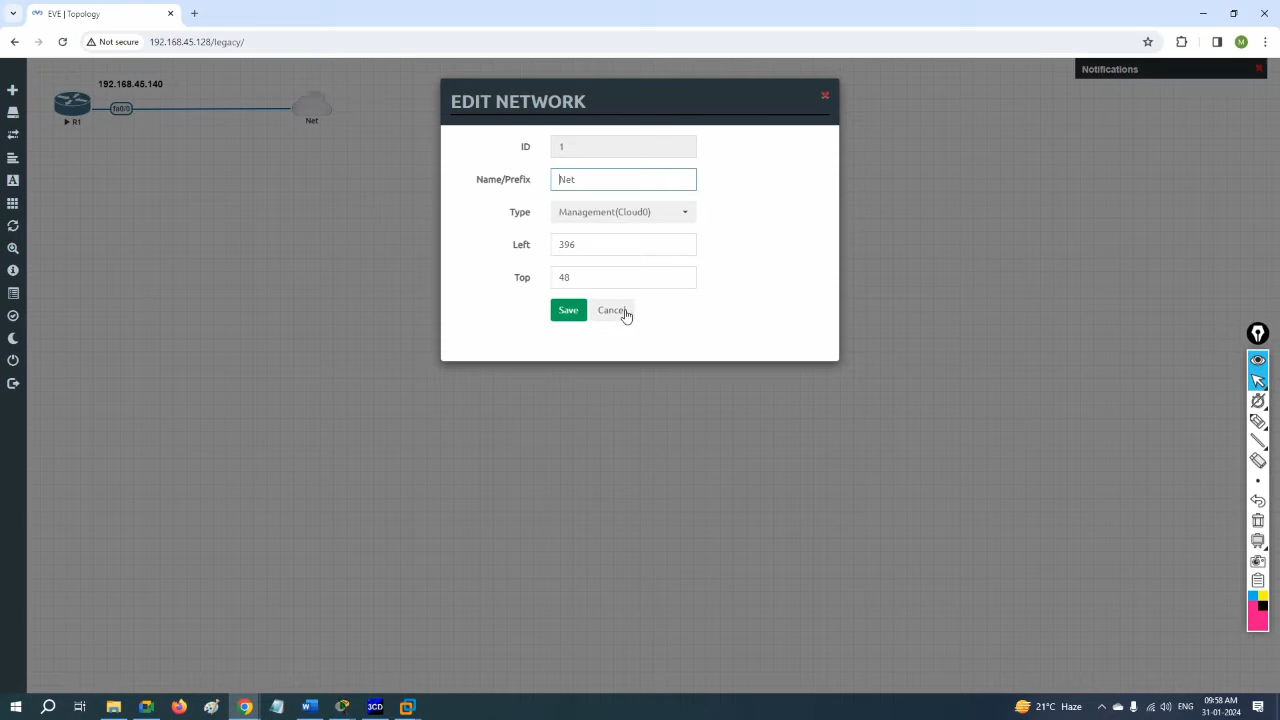 EVE | Topology
Not secure
192.168.45.128/legacy/
M
Notifications
192.168.45.140
fa0/0
R1
Net
EDIT NETWORK
ID
1
Name/Prefix
Net
Type
Management(Cloud0)
Left
396
Top
48
Save
Cancel
A
3CD
21°C Haze
ENG
09:58 AM
31-01-2024